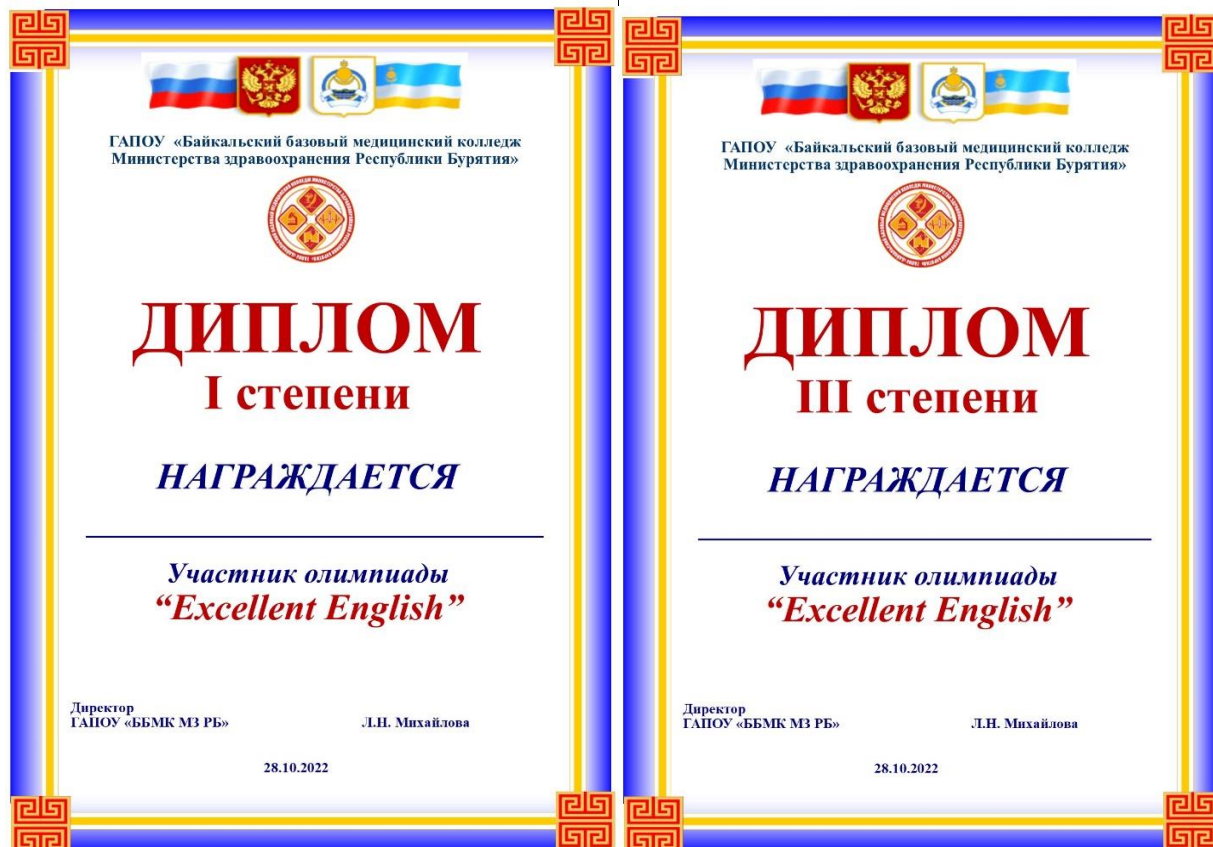 ГАПОУ «Байкальский базовый медицинский колледж
Министерства здравоохранения Республики Бурятия»
ДИПЛОМ
I степени
НАГРАЖДАЕТСЯ
Участник олимпиады
“Excellent English”
Директор
ГАПОУ «ББМК МЗ РБ» Л.Н. Михайлова
28.10.2022
ГАПОУ «Байкальский базовый медицинский колледж
Министерства здравоохранения Республики Бурятия»
ДИПЛОМ
III степени
НАГРАЖДАЕТСЯ
Участник олимпиады
“Excellent English”
Директор
ГАПОУ «ББМК МЗ РБ» Л.Н. Михайлова
28.10.2022